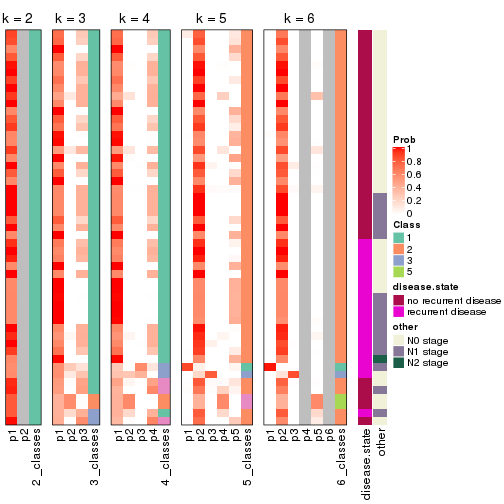 k = 2
k = 3
k = 4
k = 5
k = 6
p1
p2
2_classes
p1
p2
p3
3_classes
p1
p2
p3
p4
4_classes
p1
p2
p3
p4
p5
5_classes
p1
p2
p3
p4
p5
p6
6_classes
disease.state
other
Prob
1
0.8
0.6
0.4
0.2
0
Class
1
2
3
5
disease.state
no recurrent disease
recurrent disease
other
N0 stage
N1 stage
N2 stage